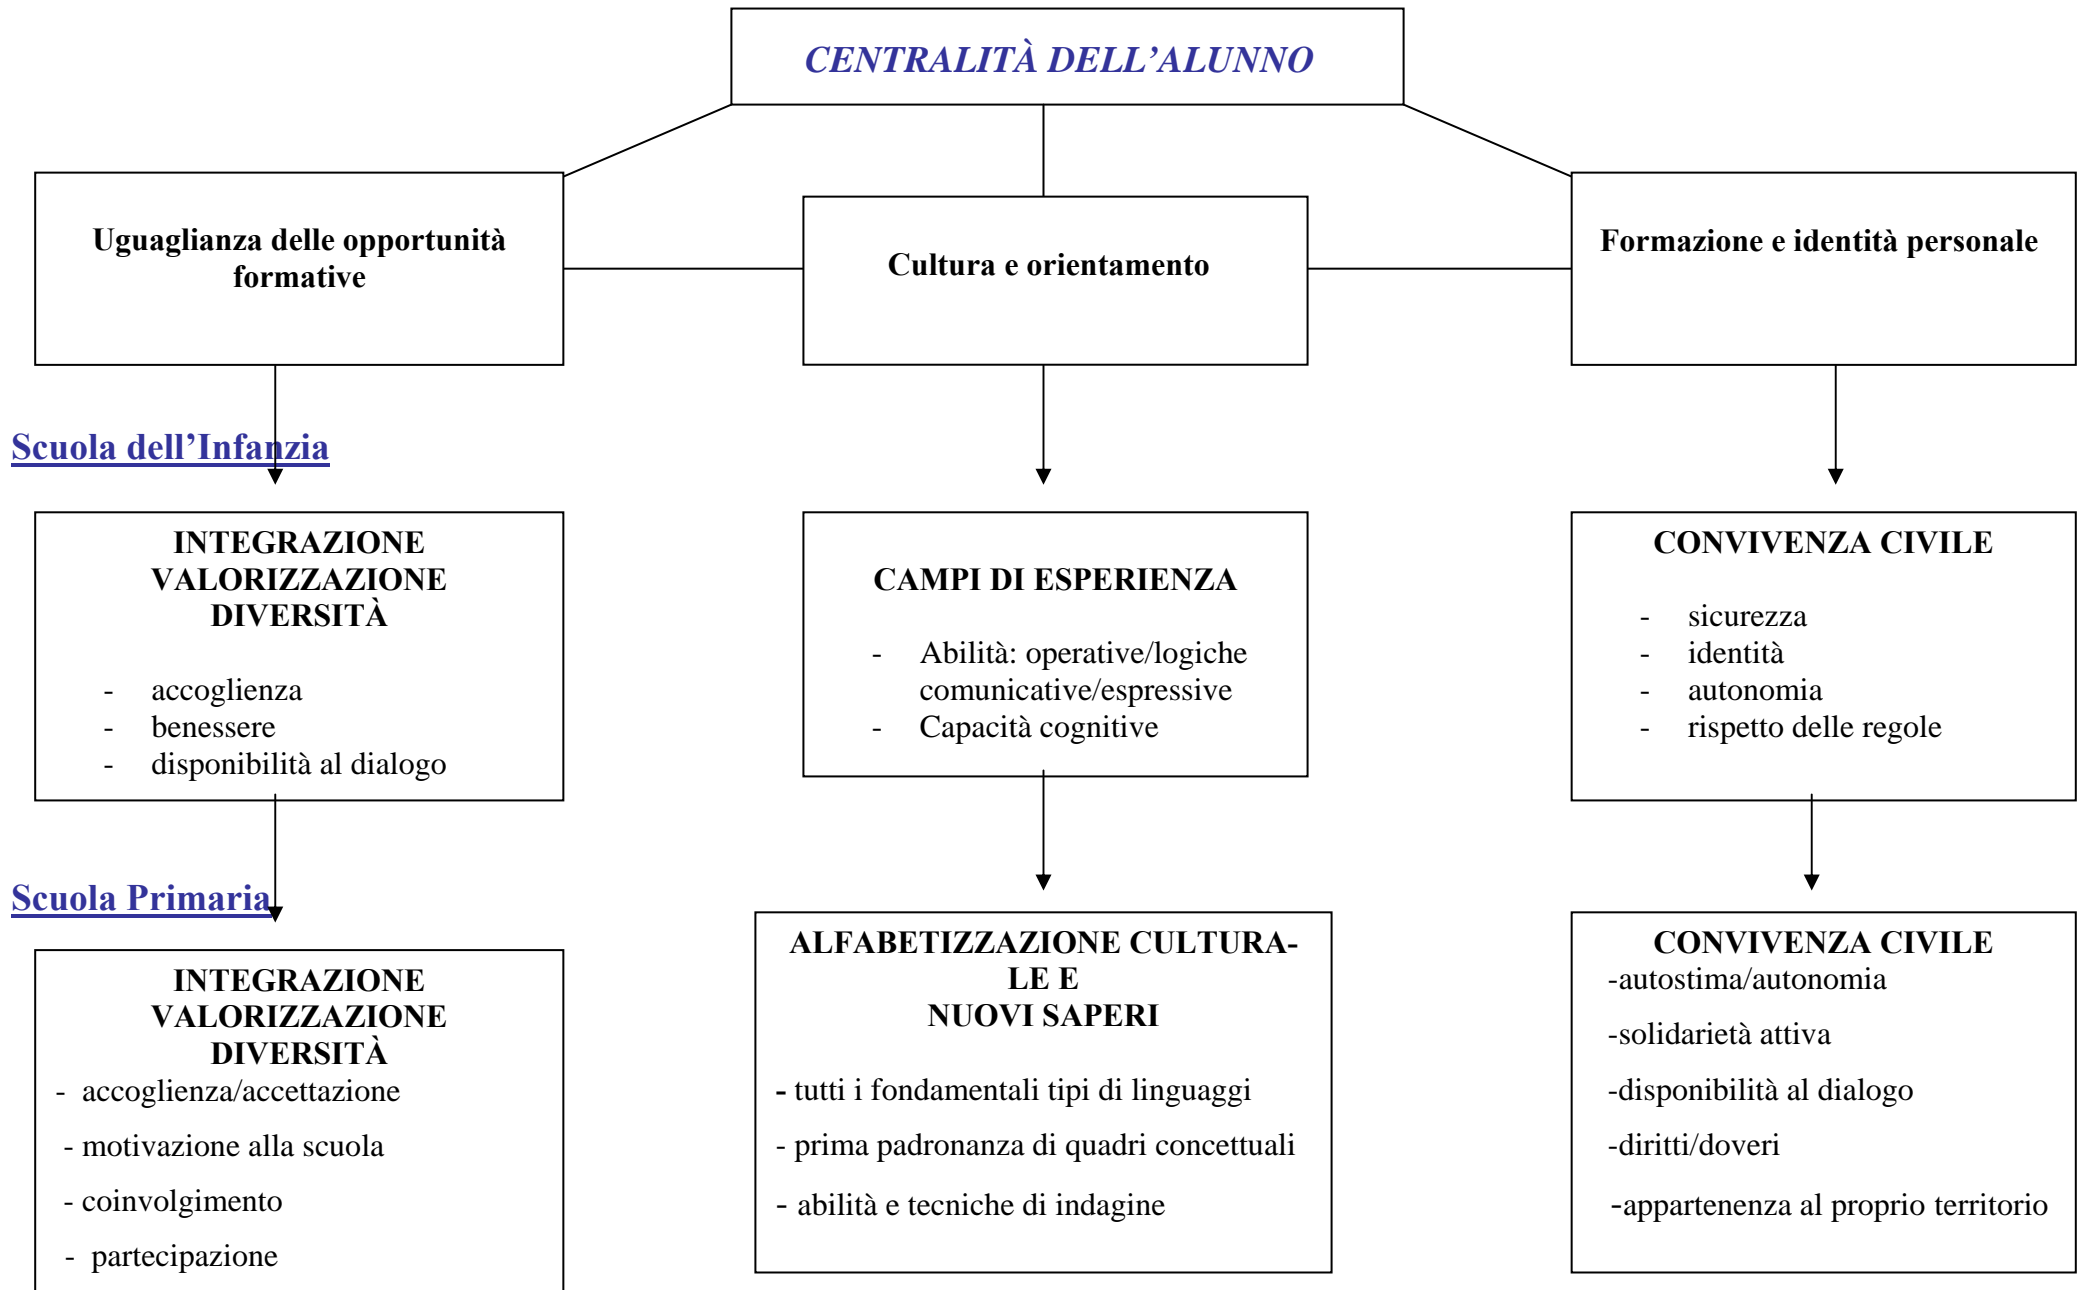 CENTRALITÀ DELL’ALUNNO
Uguaglianza delle opportunità
formative
Cultura e orientamento
Formazione e identità personale
Scuola dell’Infanzia
INTEGRAZIONE
VALORIZZAZIONE
DIVERSITÀ
- accoglienza
- benessere
- disponibilità al dialogo
CAMPI DI ESPERIENZA
- Abilità: operative/logiche
comunicative/espressive
- Capacità cognitive
CONVIVENZA CIVILE
- sicurezza
- identità
- autonomia
- rispetto delle regole
Scuola Primaria
INTEGRAZIONE
VALORIZZAZIONE
DIVERSITÀ
- accoglienza/accettazione
- motivazione alla scuola
- coinvolgimento
- partecipazione
ALFABETIZZAZIONE CULTURA-
LE E
NUOVI SAPERI
- tutti i fondamentali tipi di linguaggi
- prima padronanza di quadri concettuali
- abilità e tecniche di indagine
CONVIVENZA CIVILE
-autostima/autonomia
-solidarietà attiva
-disponibilità al dialogo
-diritti/doveri
-appartenenza al proprio territorio